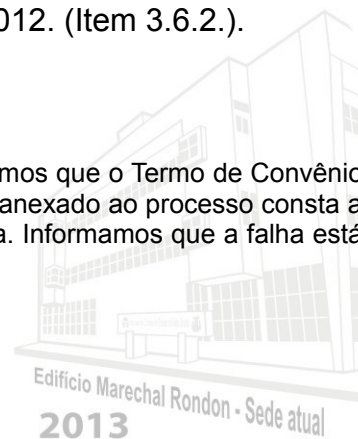 012. (Item 3.6.2.).
mos que o Termo de Convênio
anexado ao processo consta a
a. Informamos que a falha está
Edifício Marechal Rondon - Sede atual
2013